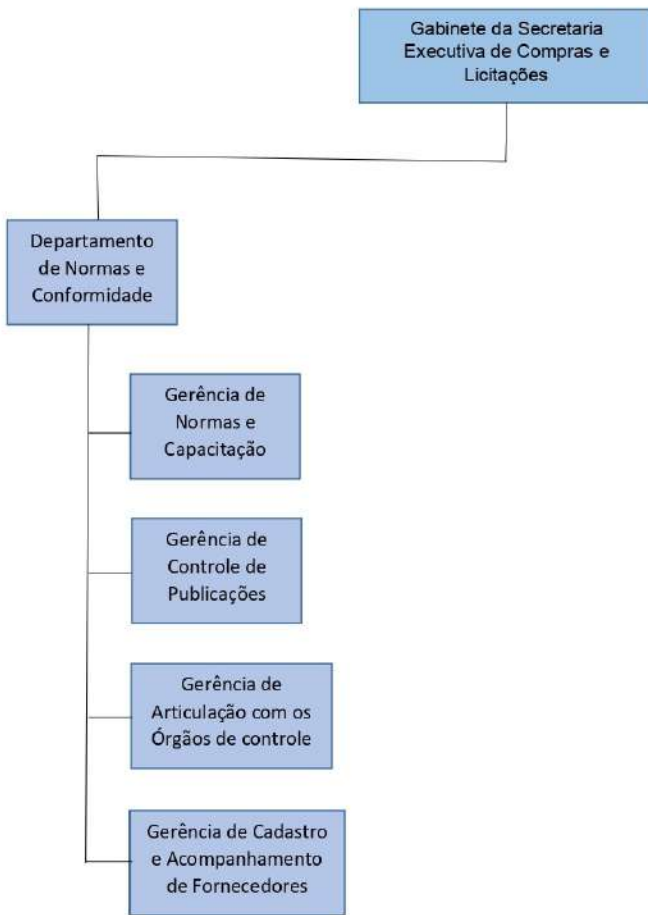 Gabinete da Secretaria
Executiva de Compras e
Licitações
Departamento
de Normas e
Conformidade
Gerência de
Normas e
Capacitação
Gerência de
Controle de
Publicações
Gerência de
Articulação com os
Órgãos de controle
Gerência de Cadastro
e Acompanhamento
de Fornecedores